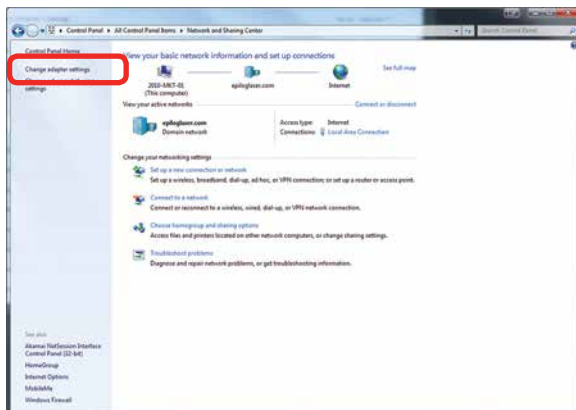 Control Panel ▸ All Control Panel Items ▸ Network and Sharing Center
Search Control Panel
Control Panel Home
Change adapter settings
settings
View your basic network information and set up connections
2010-MKT-01
(This computer)
epiloglaser.com
Internet
See full map
View your active networks
Connect or disconnect
epiloglaser.com
Domain network
Access type: Internet
Connections: Local Area Connection
Change your networking settings
Set up a new connection or network
Set up a wireless, broadband, dial-up, ad hoc, or VPN connection; or set up a router or access point.
Connect to a network
Connect or reconnect to a wireless, wired, dial-up, or VPN network connection.
Choose homegroup and sharing options
Access files and printers located on other network computers, or change sharing settings.
Troubleshoot problems
Diagnose and repair network problems, or get troubleshooting information.
See also
Akamai NetSession Interface
Control Panel (32-bit)
HomeGroup
Internet Options
MobileMe
Windows Firewall